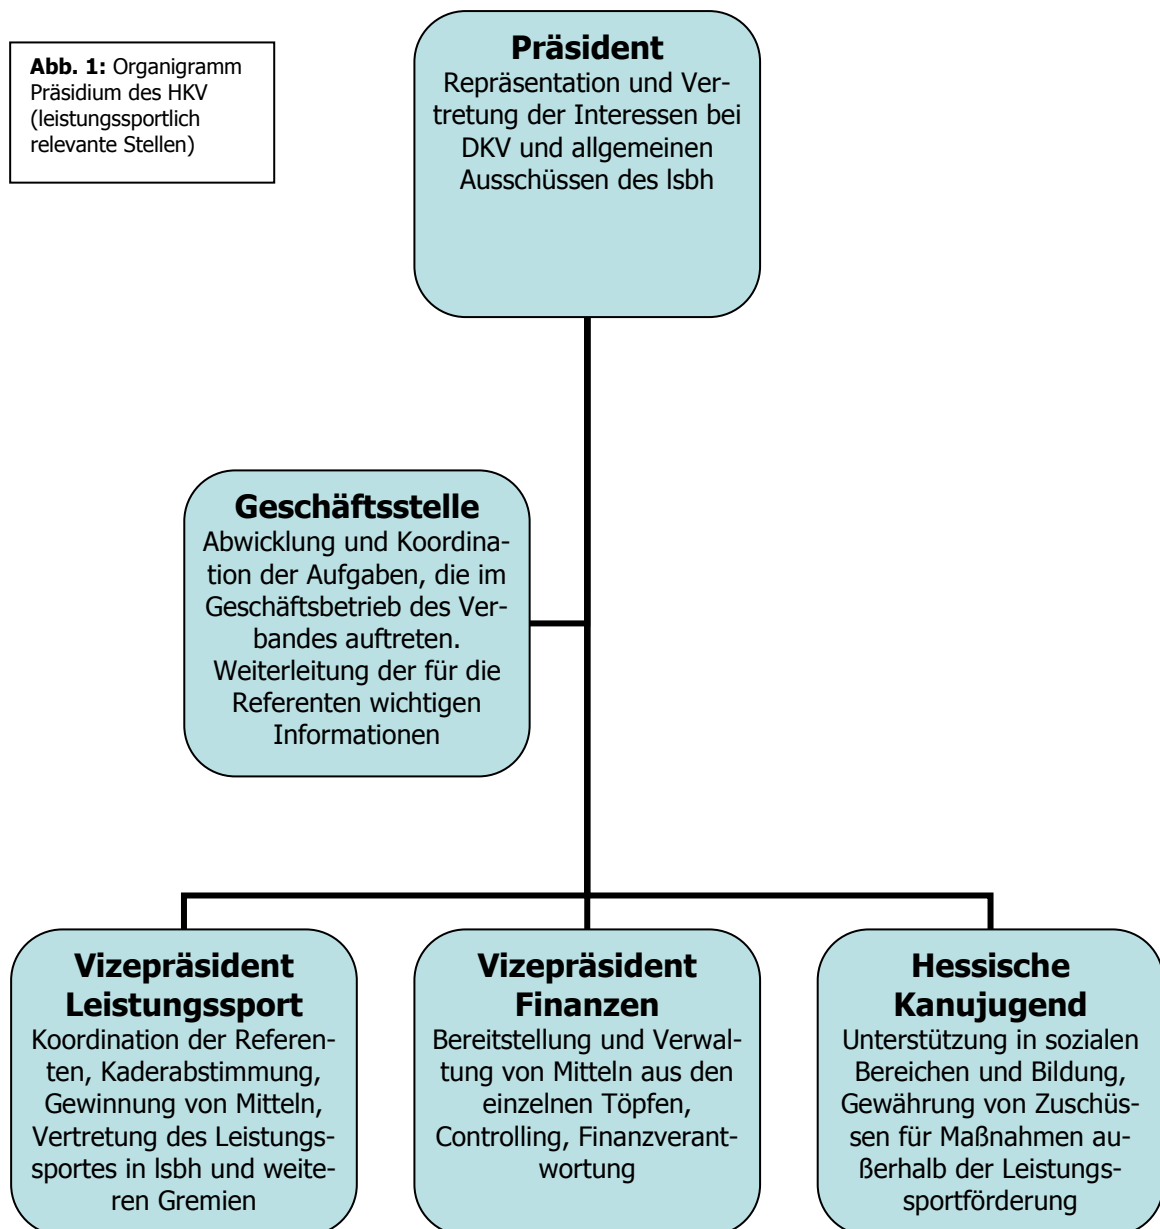 Abb. 1: Organigramm
Präsidium des HKV
(leistungssportlich
relevante Stellen)
Präsident
Repräsentation und Ver-
tretung der Interessen bei
DKV und allgemeinen
Ausschüssen des lsbh
Geschäftsstelle
Abwicklung und Koordina-
tion der Aufgaben, die im
Geschäftsbetrieb des Ver-
bandes auftreten.
Weiterleitung der für die
Referenten wichtigen
Informationen
Vizepräsident
Leistungssport
Koordination der Referen-
ten, Kaderabstimmung,
Gewinnung von Mitteln,
Vertretung des Leistungs-
sportes in lsbh und weite-
ren Gremien
Vizepräsident
Finanzen
Bereitstellung und Verwal-
tung von Mitteln aus den
einzelnen Töpfen,
Controlling, Finanzverant-
wortung
Hessische
Kanujugend
Unterstützung in sozialen
Bereichen und Bildung,
Gewährung von Zuschüs-
sen für Maßnahmen au-
ßerhalb der Leistungs-
sportförderung